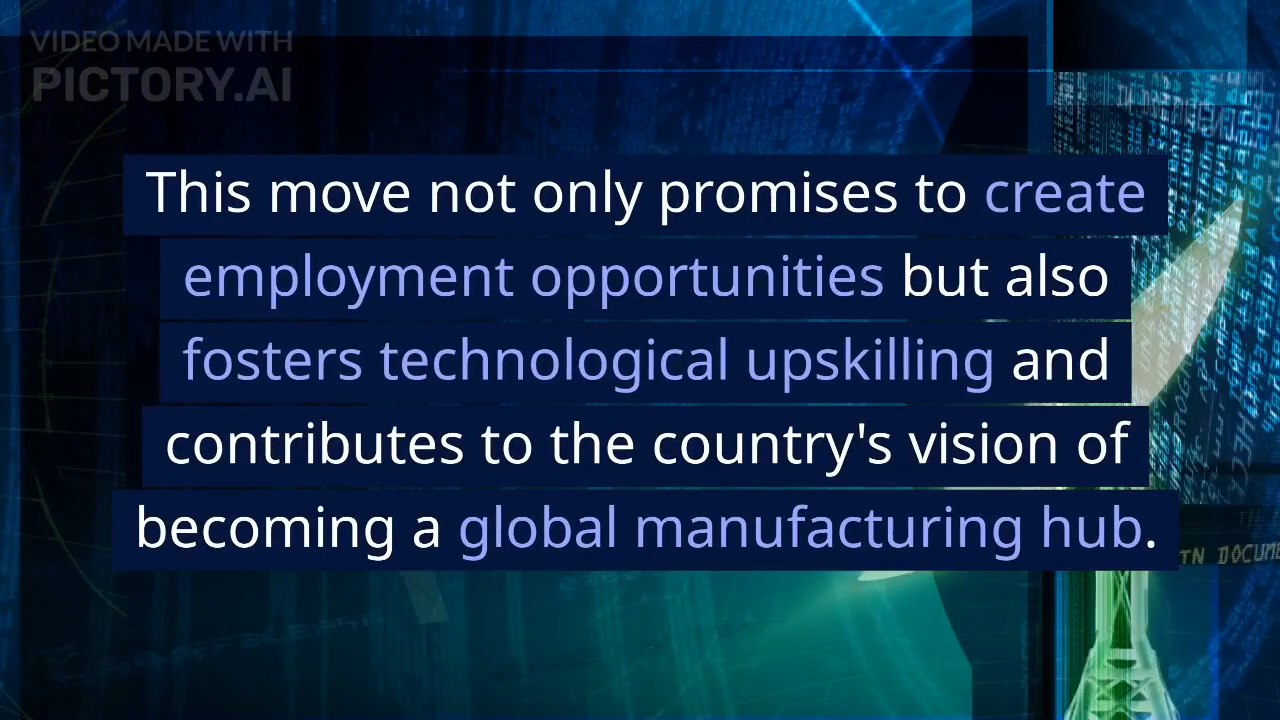 VIDEO MADE WITH
PICTORY.AI
This move not only promises to create
employment opportunities but also
fosters technological upskilling and
contributes to the country's vision of
becoming a global manufacturing hub.